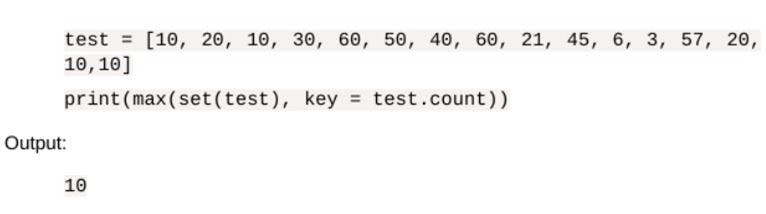 test = [10, 20, 10, 30, 60, 50, 40, 60, 21, 45, 6, 3, 57, 20,
10,10]
print(max(set(test), key = test.count))
Output:
10